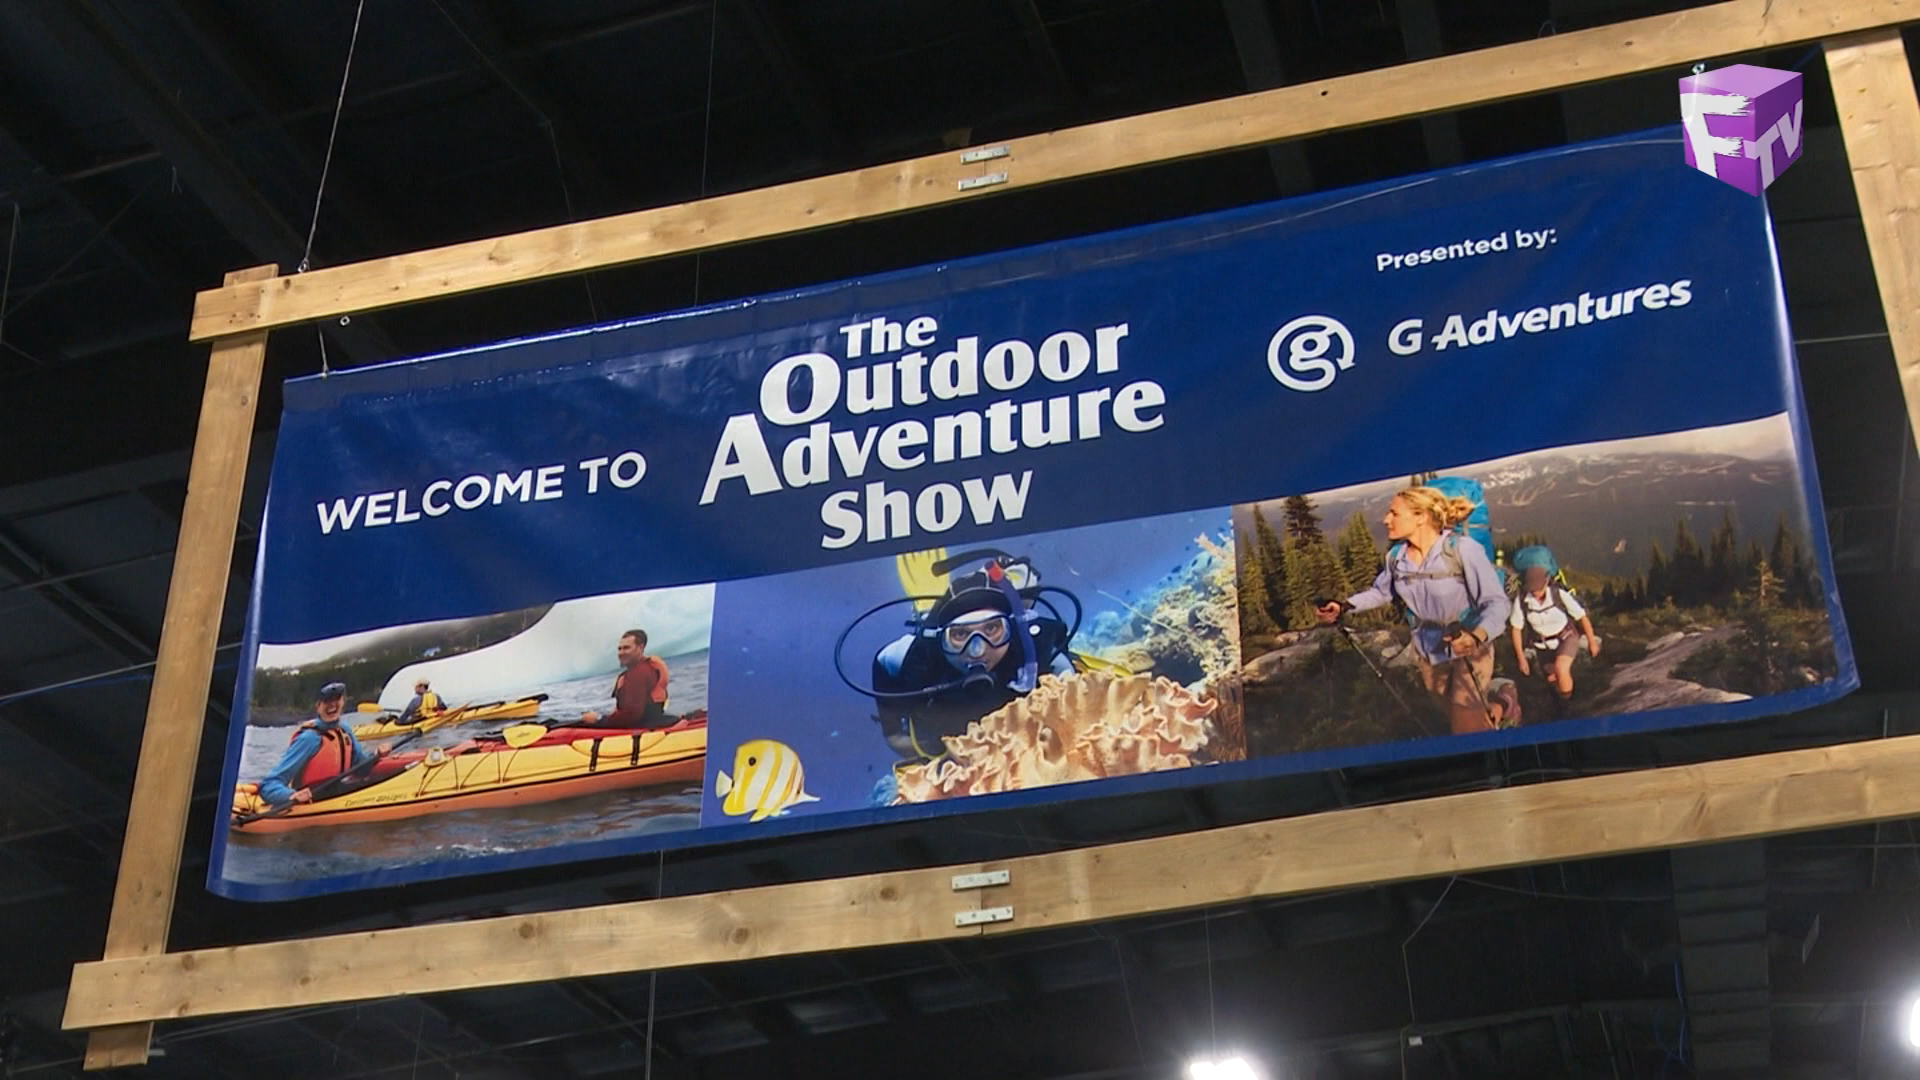 FTV
Presented by:
G Adventures
g
WELCOME TO
The
Outdoor
Adventure
Show